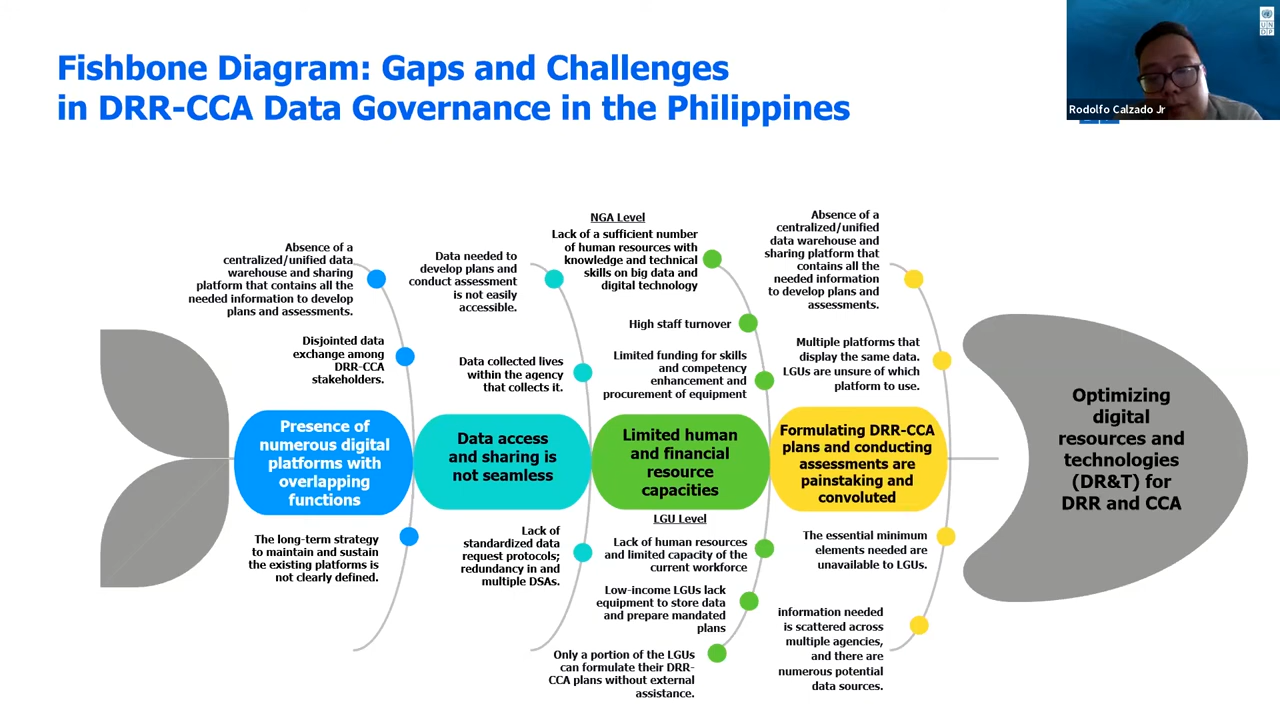 Fishbone Diagram: Gaps and Challenges
in DRR-CCA Data Governance in the Philippines
Rodolfo Calzado Jr
U N
D P
Absence of a
centralized/unified data
warehouse and sharing
platform that contains all the
needed information to develop
plans and assessments.
Disjointed data
exchange among
DRR-CCA
stakeholders.
Presence of
numerous digital
platforms with
overlapping
functions
The long-term strategy
to maintain and sustain
the existing platforms is
not clearly defined.
Data needed to
develop plans and
conduct assessment
is not easily
accessible.
Data collected lives
within the agency
that collects it.
Data access
and sharing is
not seamless
Lack of
standardized data
request protocols;
redundancy in and
multiple DSAs.
NGA Level
Lack of a sufficient number
of human resources with
knowledge and technical
skills on big data and
digital technology
High staff turnover
Limited funding for skills
and competency
enhancement and
procurement of equipment
Limited human
and financial
resource
capacities
LGU Level
Lack of human resources
and limited capacity of the
current workforce
Low-income LGUs lack
equipment to store data
and prepare mandated
plans
Only a portion of the LGUs
can formulate their DRR-
CCA plans without external
assistance.
Absence of a
centralized/unified
data warehouse and
sharing platform that
contains all the
needed information
to develop plans and
assessments.
Multiple platforms that
display the same data.
LGUs are unsure of which
platform to use.
Formulating DRR-CCA
plans and conducting
assessments are
painstaking and
convoluted
The essential minimum
elements needed are
unavailable to LGUs.
information needed
is scattered across
multiple agencies,
and there are
numerous potential
data sources.
Optimizing
digital
resources and
technologies
(DR&T) for
DRR and CCA